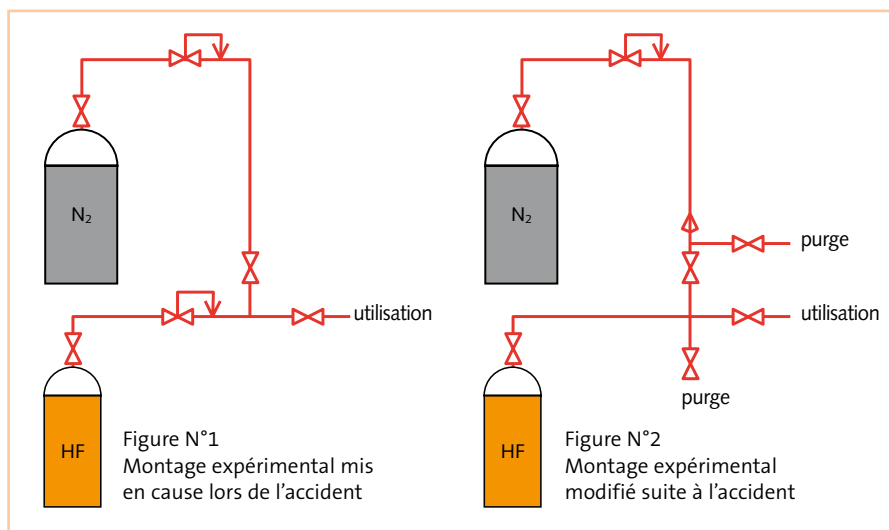 N₂
utilisation
HF
Figure N°1
Montage expérimental mis
en cause lors de l’accident
N₂
purge
utilisation
purge
HF
Figure N°2
Montage expérimental
modifié suite à l’accident